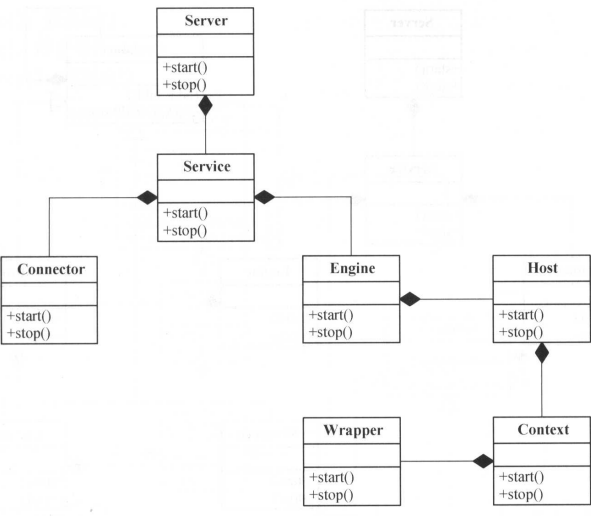 Server
+start()
+stop()
Service
+start()
+stop()
Connector
+start()
+stop()
Engine
+start()
+stop()
Host
+start()
+stop()
Wrapper
+start()
+stop()
Context
+start()
+stop()